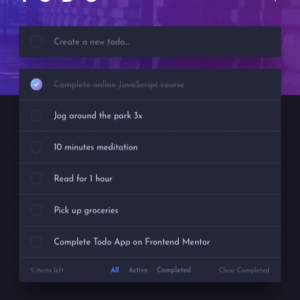 TODO
Create a new todo...
Complete online JavaScript course
Jog around the park 3x
10 minutes meditation
Read for 1 hour
Pick up groceries
Complete Todo App on Frontend Mentor
5 items left All Active Completed Clear Completed